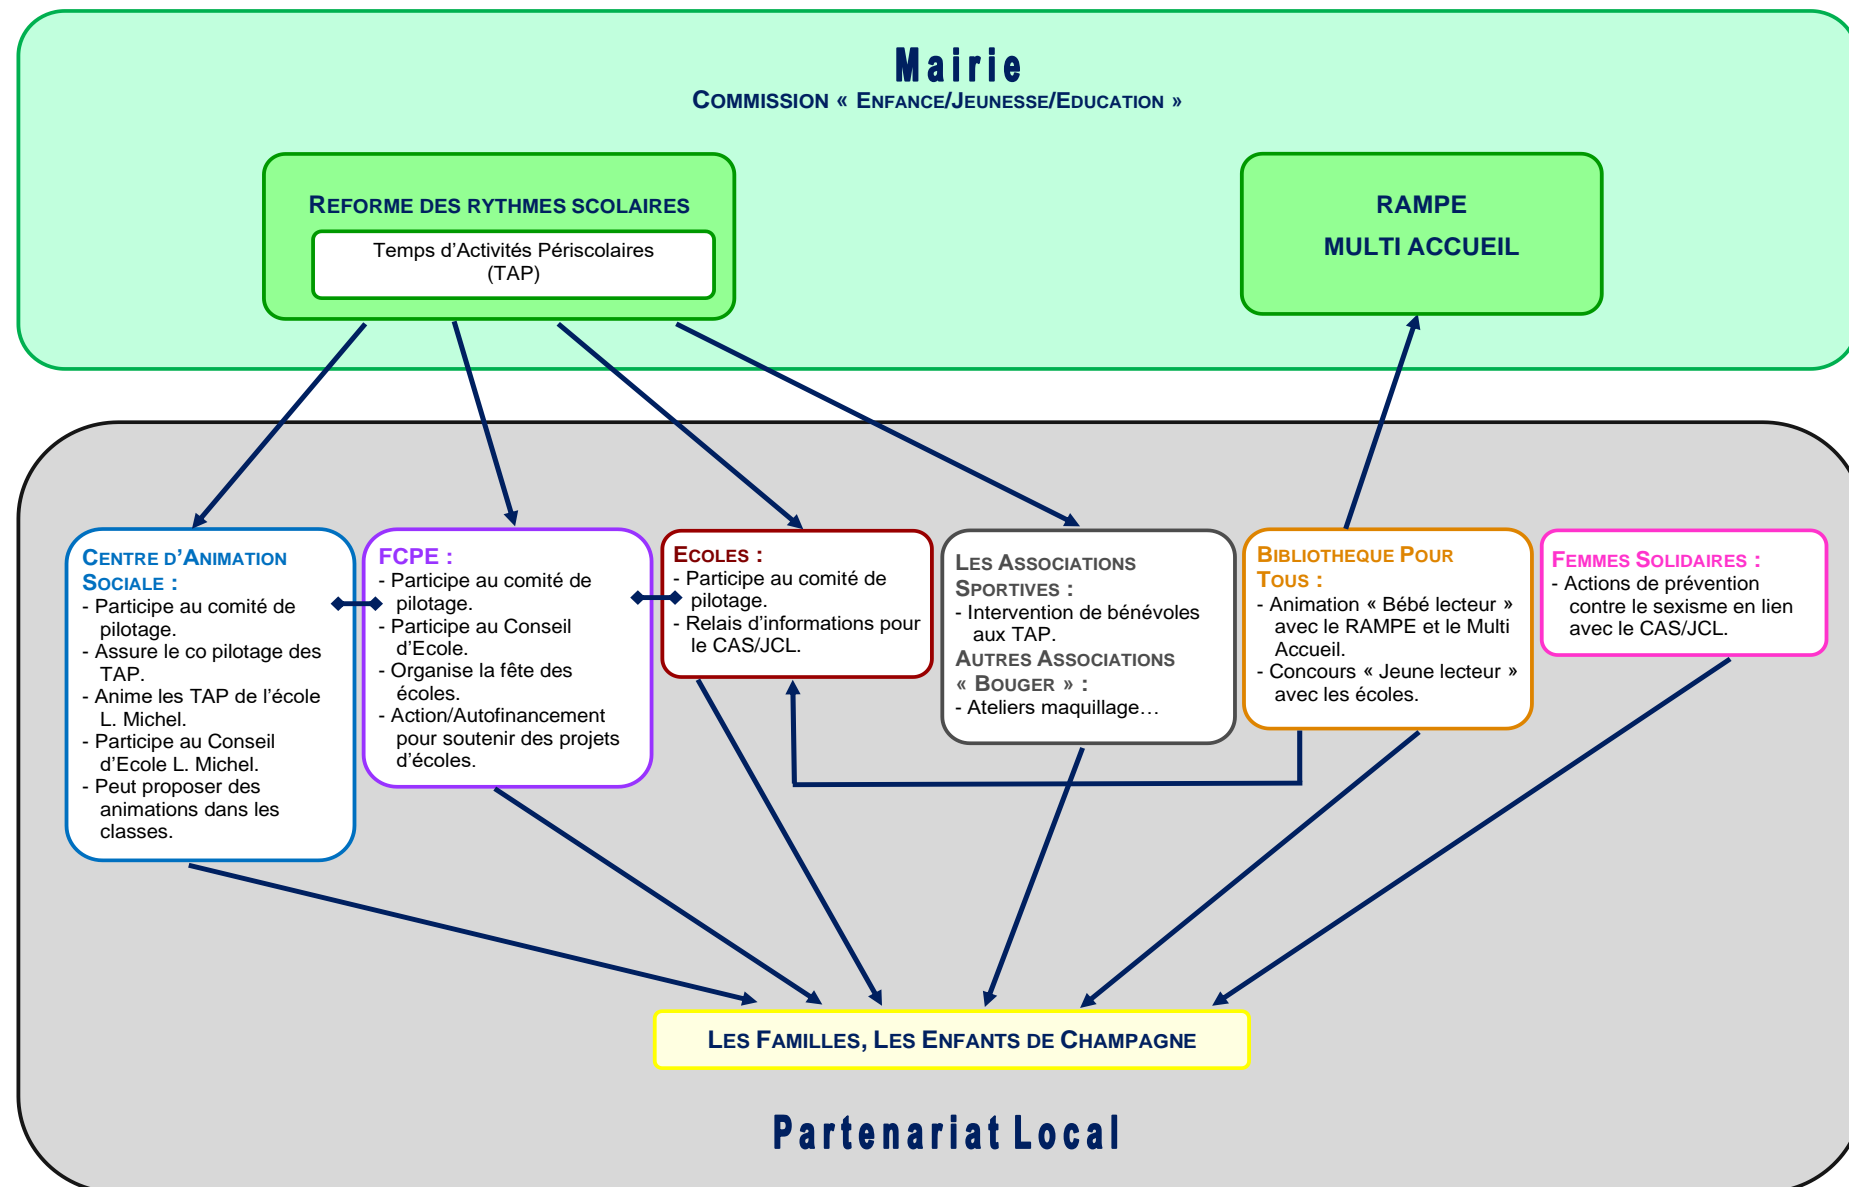 Mairie
COMMISSION « ENFANCE/JEUNESSE/EDUCATION »
REFORME DES RYTHMES SCOLAIRES
Temps d’Activités Périscolaires
(TAP)
RAMPE
MULTI ACCUEIL
CENTRE D’ANIMATION
SOCIALE :
- Participe au comité de
pilotage.
- Assure le co pilotage des
TAP.
- Anime les TAP de l’école
L. Michel.
- Participe au Conseil
d’Ecole L. Michel.
- Peut proposer des
animations dans les
classes.
FCPE :
- Participe au comité de
pilotage.
- Participe au Conseil
d’Ecole.
- Organise la fête des
écoles.
- Action/Autofinancement
pour soutenir des projets
d’écoles.
ECOLES :
- Participe au comité de
pilotage.
- Relais d’informations pour
le CAS/JCL.
LES ASSOCIATIONS
SPORTIVES :
- Intervention de bénévoles
aux TAP.
AUTRES ASSOCIATIONS
« BOUGER » :
- Ateliers maquillage…
BIBLIOTHEQUE POUR
TOUS :
- Animation « Bébé lecteur »
avec le RAMPE et le Multi
Accueil.
- Concours « Jeune lecteur »
avec les écoles.
FEMMES SOLIDAIRES :
- Actions de prévention
contre le sexisme en lien
avec le CAS/JCL.
LES FAMILLES, LES ENFANTS DE CHAMPAGNE
Partenariat Local